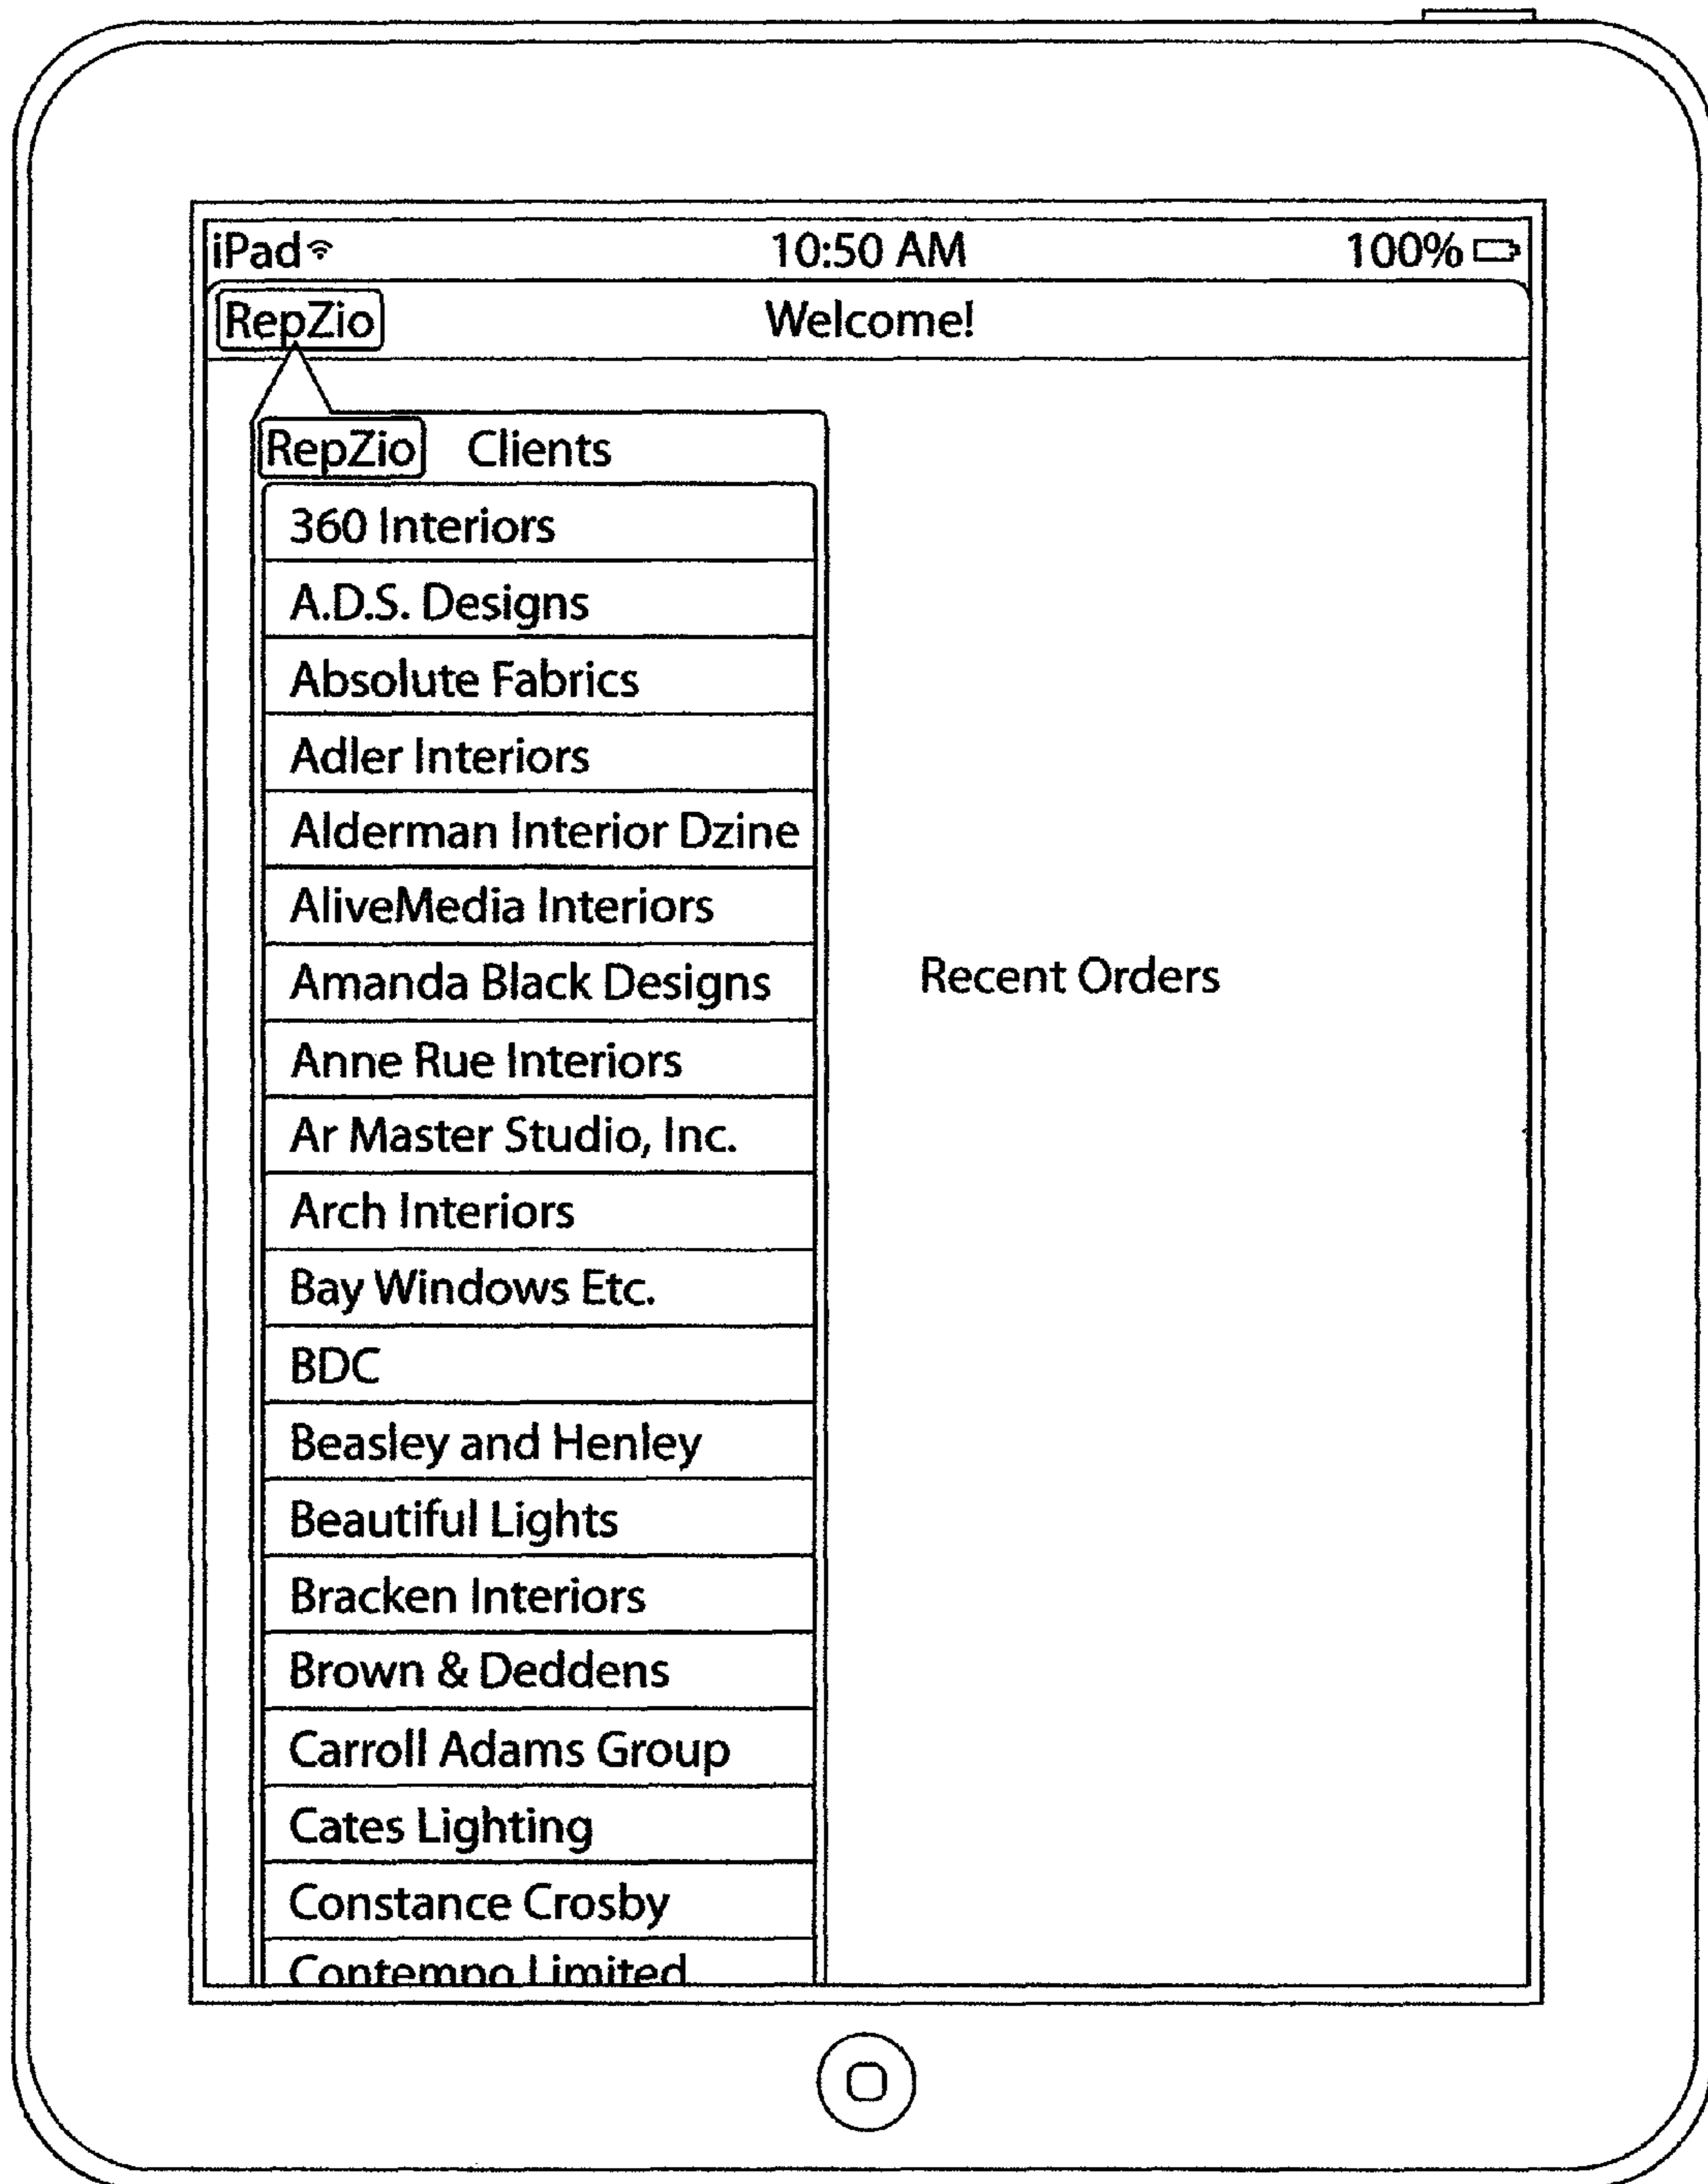 iPad 10:50 AM 100%
RepZio Welcome!
RepZio Clients
360 Interiors
A.D.S. Designs
Absolute Fabrics
Adler Interiors
Alderman Interior Dzine
AliveMedia Interiors
Amanda Black Designs
Recent Orders
Anne Rue Interiors
Ar Master Studio, Inc.
Arch Interiors
Bay Windows Etc.
BDC
Beasley and Henley
Beautiful Lights
Bracken Interiors
Brown & Deddens
Carroll Adams Group
Cates Lighting
Constance Crosby
Contempo Limited